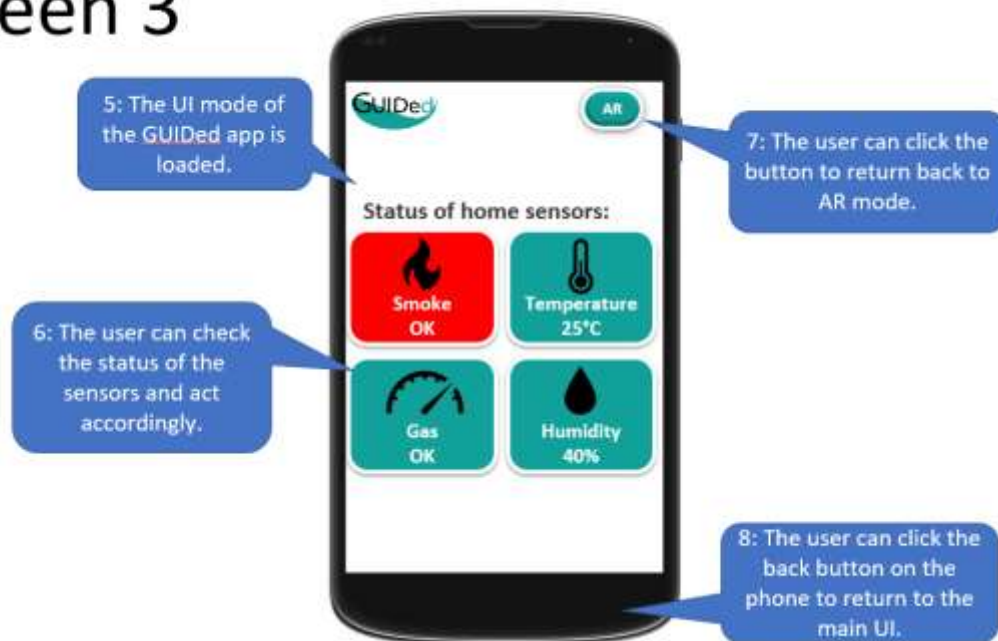 een 3
5: The UI mode of
the GUIDed app is
loaded.
GUIDed
AR
7: The user can click the
button to return back to
AR mode.
Status of home sensors:
Smoke
OK
Temperature
25°C
6: The user can check
the status of the
sensors and act
accordingly.
Gas
OK
Humidity
40%
8: The user can click the
back button on the
phone to return to the
main UI.